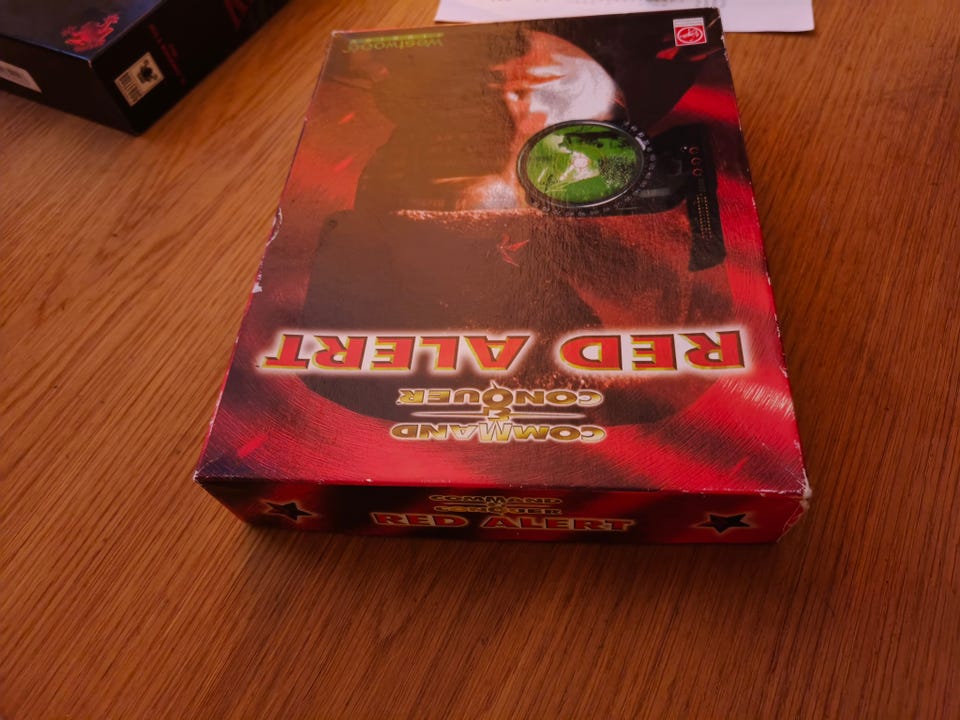 COMMAND
&
CONQUER
RED ALERT
Westwood
COMMAND
&
CONQUER
RED ALERT